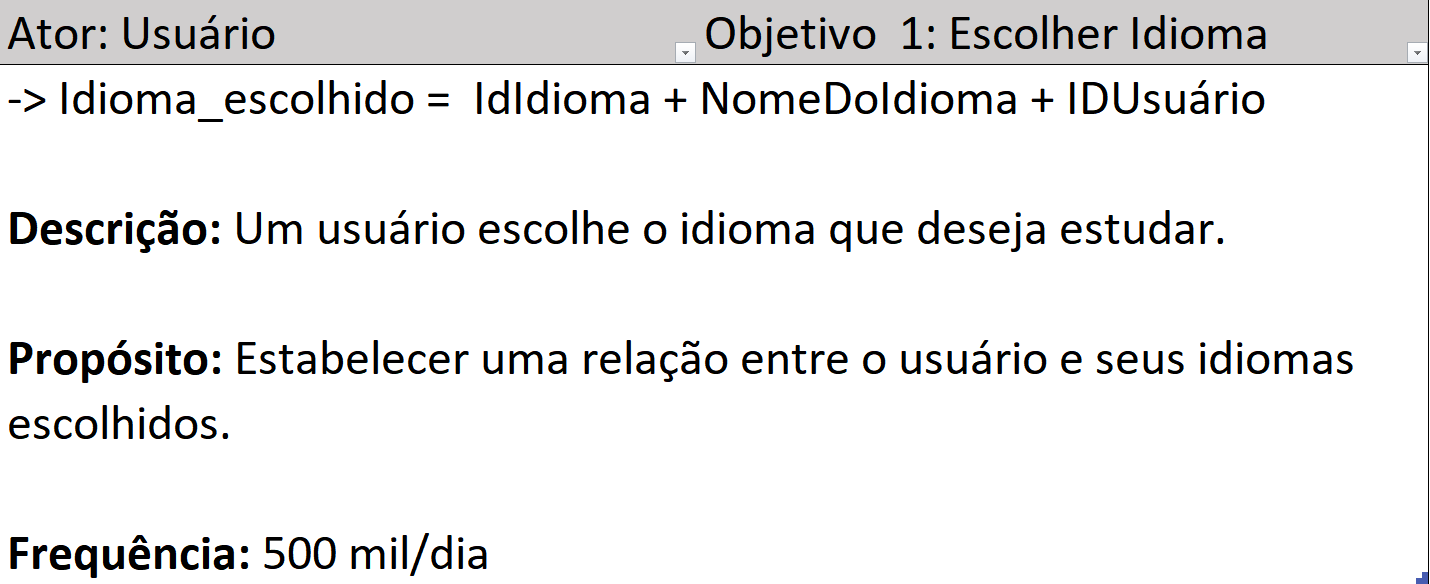 Ator: Usuário Objetivo  1: Escolher Idioma
-> Idioma_escolhido =  IdIdioma + NomeDoIdioma + IDUsuário
Descrição: Um usuário escolhe o idioma que deseja estudar.
Propósito: Estabelecer uma relação entre o usuário e seus idiomas
escolhidos.
Frequência: 500 mil/dia